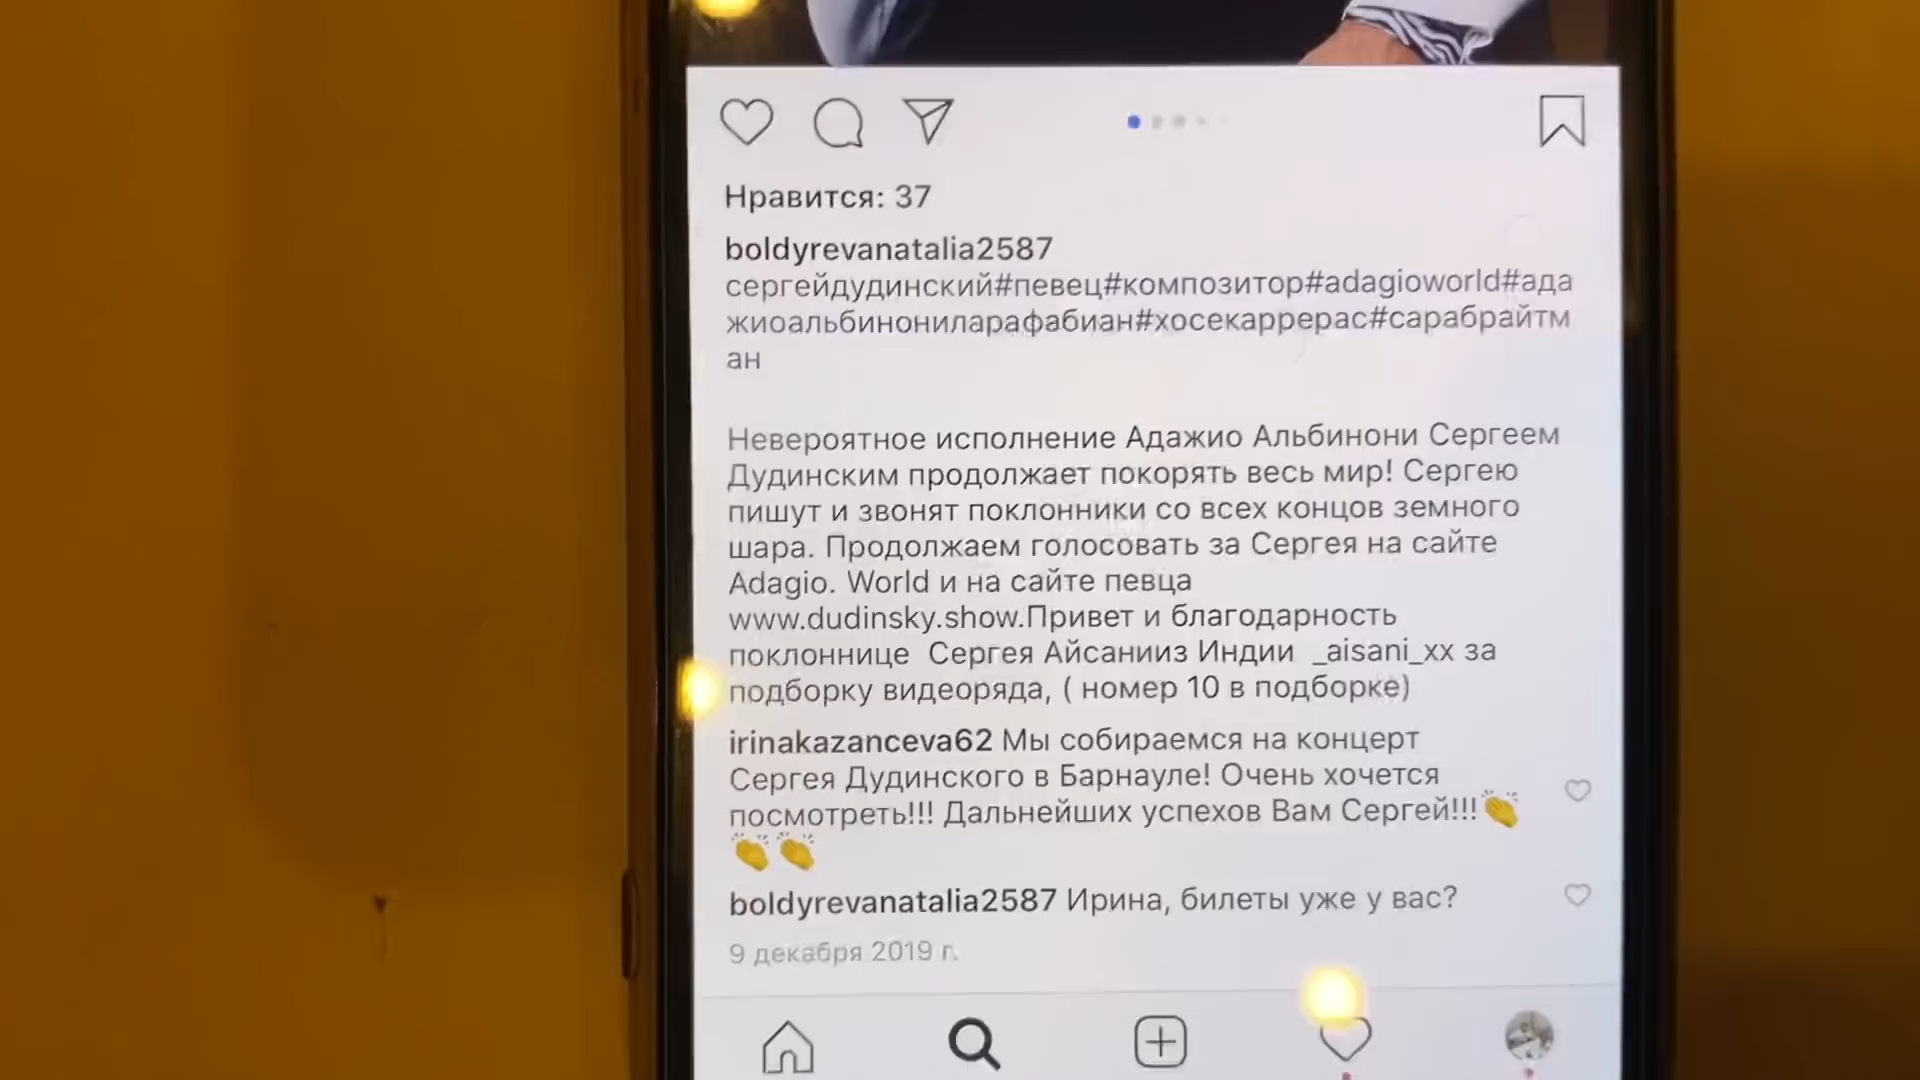 Нравится: 37
boldyrevanatalia2587
сергейдудинский#певец#композитор#adagioworld#ада
жиоальбинониларафабиан#хосекаррерас#сарабрайтм
ан
Невероятное исполнение Адажио Альбинони Сергеем
Дудинским продолжает покорять весь мир! Сергею
пишут и звонят поклонники со всех концов земного
шара. Продолжаем голосовать за Сергея на сайте
Adagio. World и на сайте певца
www.dudinsky.show.Привет и благодарность
поклоннице Сергея Айсанииз Индии _aisani_xx за
подборку видеоряда, ( номер 10 в подборке)
irinakazanceva62 Мы собираемся на концерт
Сергея Дудинского в Барнауле! Очень хочется
посмотреть!!! Дальнейших успехов Вам Сергей!!!👏
👏👏
boldyrevanatalia2587 Ирина, билеты уже у вас?
9 декабря 2019 г.